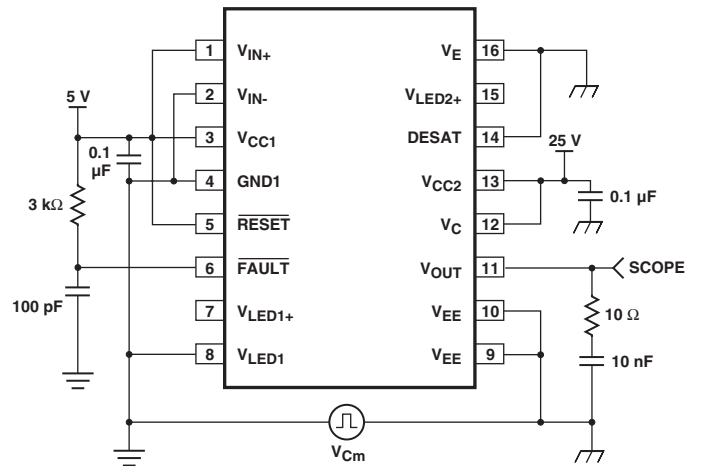 1 V_IN+
2 V_IN-
3 V_CC1
4 GND1
5 RESET
6 FAULT
7 V_LED1+
8 V_LED1
V_E 16
V_LED2+ 15
DESAT 14
V_CC2 13
V_C 12
V_OUT 11
V_EE 10
V_EE 9
5 V
0.1
µF
3 kΩ
100 pF
25 V
0.1 µF
SCOPE
10 Ω
10 nF
V_Cm